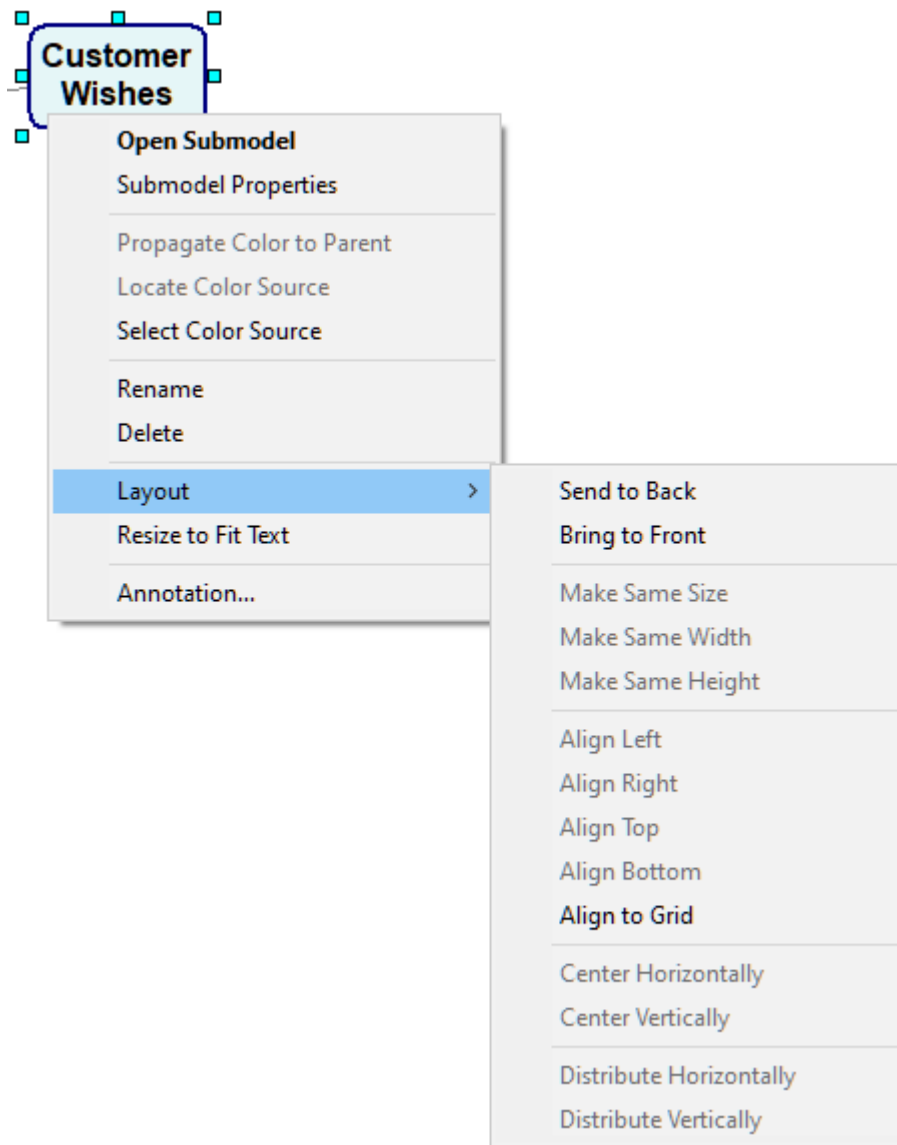 Customer
Wishes
Open Submodel
Submodel Properties
Propagate Color to Parent
Locate Color Source
Select Color Source
Rename
Delete
Layout
Resize to Fit Text
Annotation...
Send to Back
Bring to Front
Make Same Size
Make Same Width
Make Same Height
Align Left
Align Right
Align Top
Align Bottom
Align to Grid
Center Horizontally
Center Vertically
Distribute Horizontally
Distribute Vertically